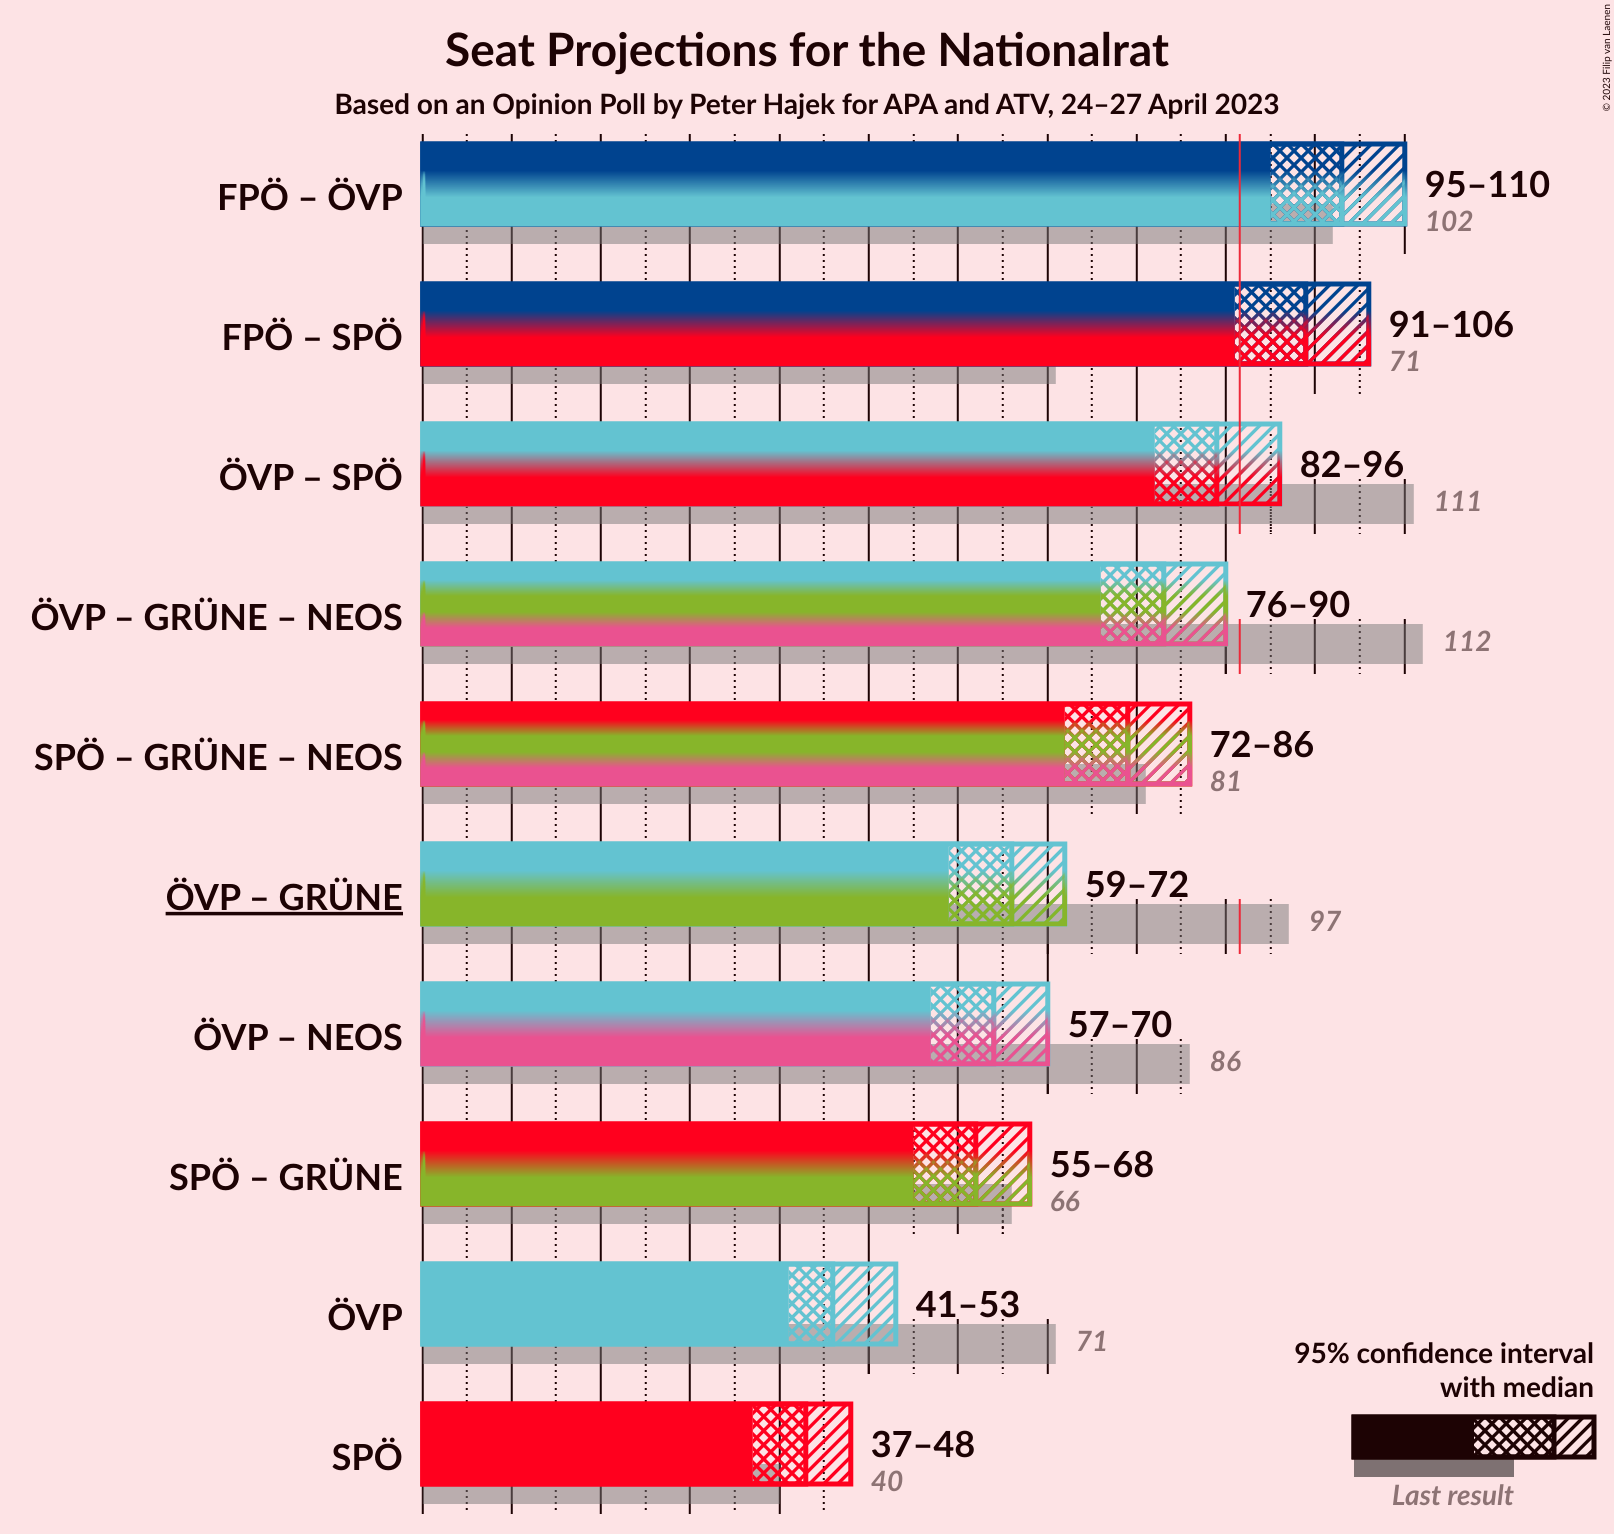 Seat Projections for the Nationalrat
Based on an Opinion Poll by Peter Hajek for APA and ATV, 24–27 April 2023
© 2023 Filip van Laenen
FPÖ – ÖVP
95–110
102
FPÖ – SPÖ
91–106
71
ÖVP – SPÖ
82–96
111
ÖVP – GRÜNE – NEOS
76–90
112
SPÖ – GRÜNE – NEOS
72–86
81
ÖVP – GRÜNE
59–72
97
ÖVP – NEOS
57–70
86
SPÖ – GRÜNE
55–68
66
ÖVP
41–53
71
SPÖ
37–48
40
95% confidence interval
with median
Last result